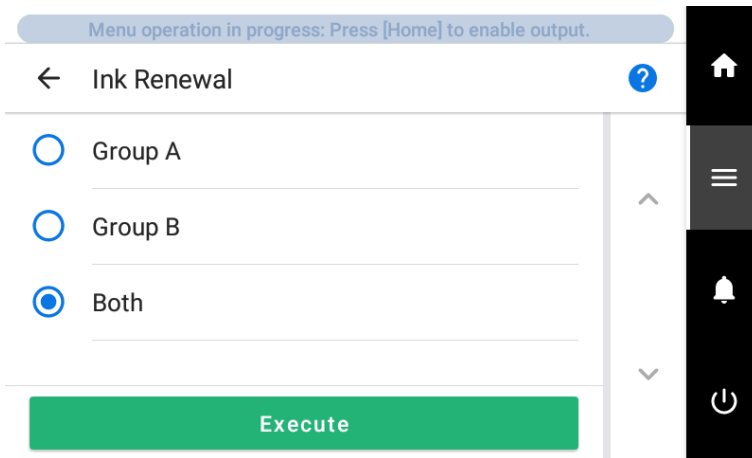 Menu operation in progress: Press [Home] to enable output.
Ink Renewal
?
Group A
Group B
Both
Execute